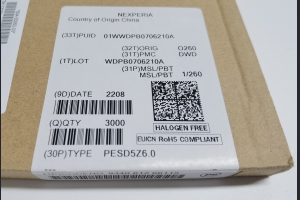 NEXPERIA
Country of Origin China
(33T)PUID 01WWDPB0706210A
(32T)ORIG O260
(31T)PMC DWD
(1T)LOT WDPB0706210A
(31P)MSL/PBT
MSL/PBT 1/260
(9D)DATE 2208
(Q)QTY 3000
HALOGEN FREE
EU/CN RoHS COMPLIANT
(30P)TYPE PESD5Z6.0